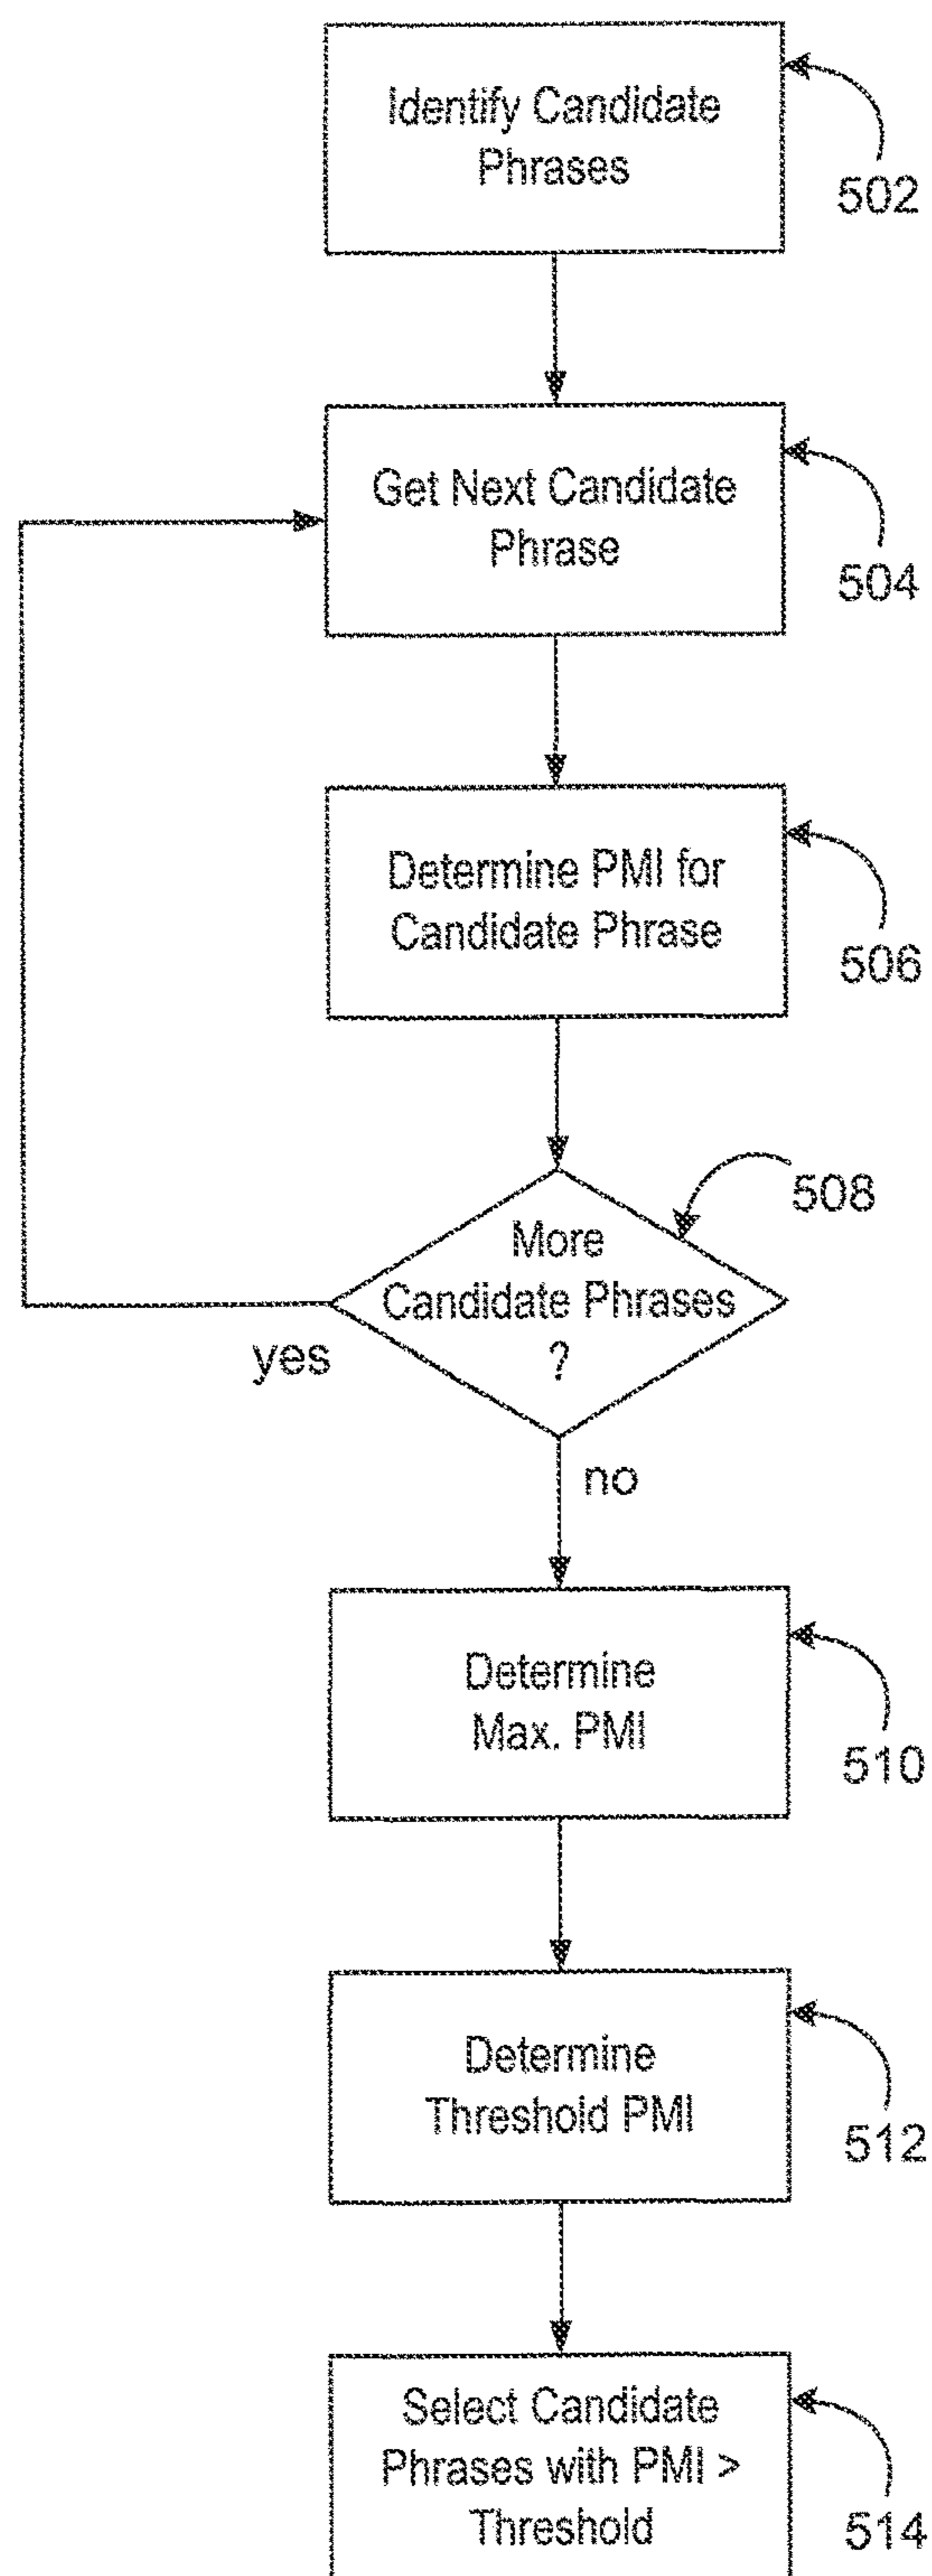 Identify Candidate
Phrases
502
Get Next Candidate
Phrase
504
Determine PMI for
Candidate Phrase
506
508
More
Candidate Phrases
?
yes
no
Determine
Max. PMI
510
Determine
Threshold PMI
512
Select Candidate
Phrases with PMI >
Threshold
514